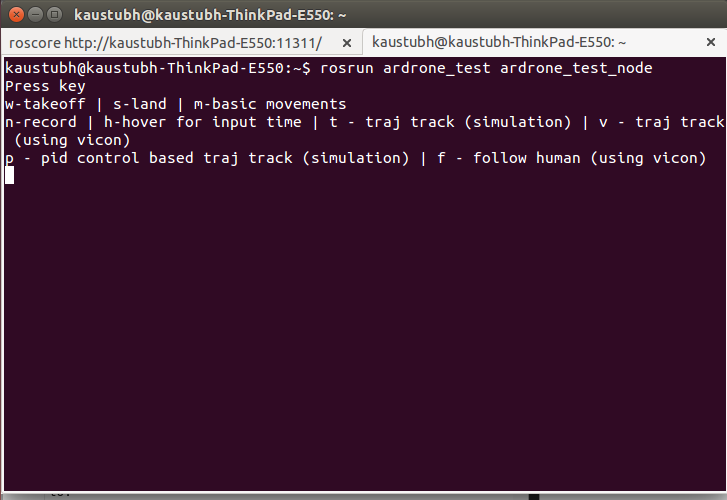 kaustubh@kaustubh-ThinkPad-E550: ~
roscore http://kaustubh-ThinkPad-E550:11311/
kaustubh@kaustubh-ThinkPad-E550: ~
kaustubh@kaustubh-ThinkPad-E550:~$ rosrun ardrone_test ardrone_test_node
Press key
w-takeoff | s-land | m-basic movements
n-record | h-hover for input time | t - traj track (simulation) | v - traj track
(using vicon)
p - pid control based traj track (simulation) | f - follow human (using vicon)